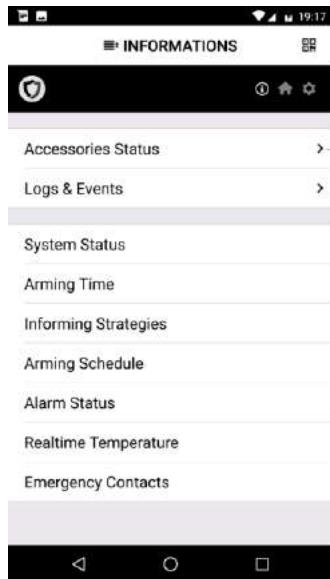 19:17
INFORMATIONS
Accessories Status
Logs & Events
System Status
Arming Time
Informing Strategies
Arming Schedule
Alarm Status
Realtime Temperature
Emergency Contacts